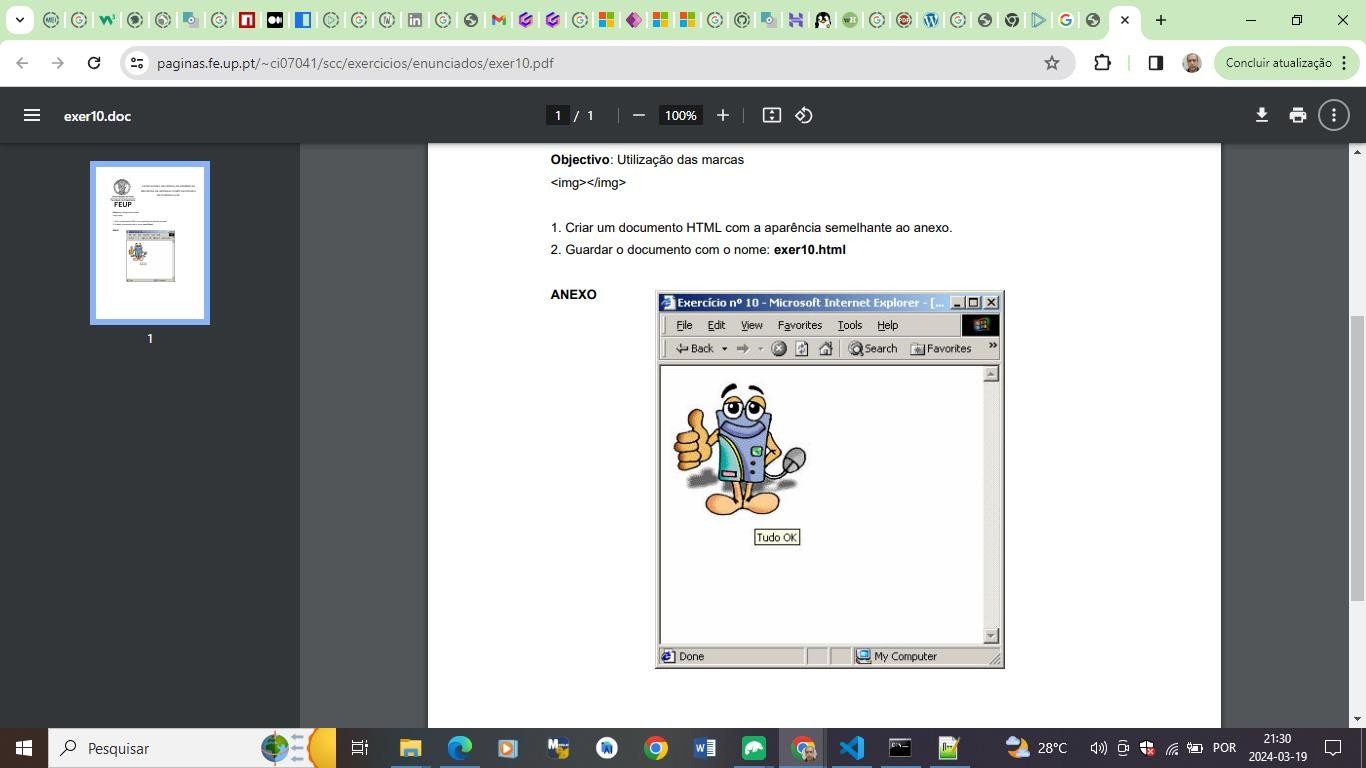 paginas.fe.up.pt/~ci07041/scc/exercicios/enunciados/exer10.pdf
Concluir atualização
exer10.doc
1 / 1
100%
FEUP
1
Objectivo: Utilização das marcas
<img></img>
1. Criar um documento HTML com a aparência semelhante ao anexo.
2. Guardar o documento com o nome: exer10.html
ANEXO
Exercício nº 10 - Microsoft Internet Explorer - [...
File Edit View Favorites Tools Help
Back Search Favorites »
Tudo OK
Done
My Computer
Pesquisar
28°C
POR
21:30
2024-03-19